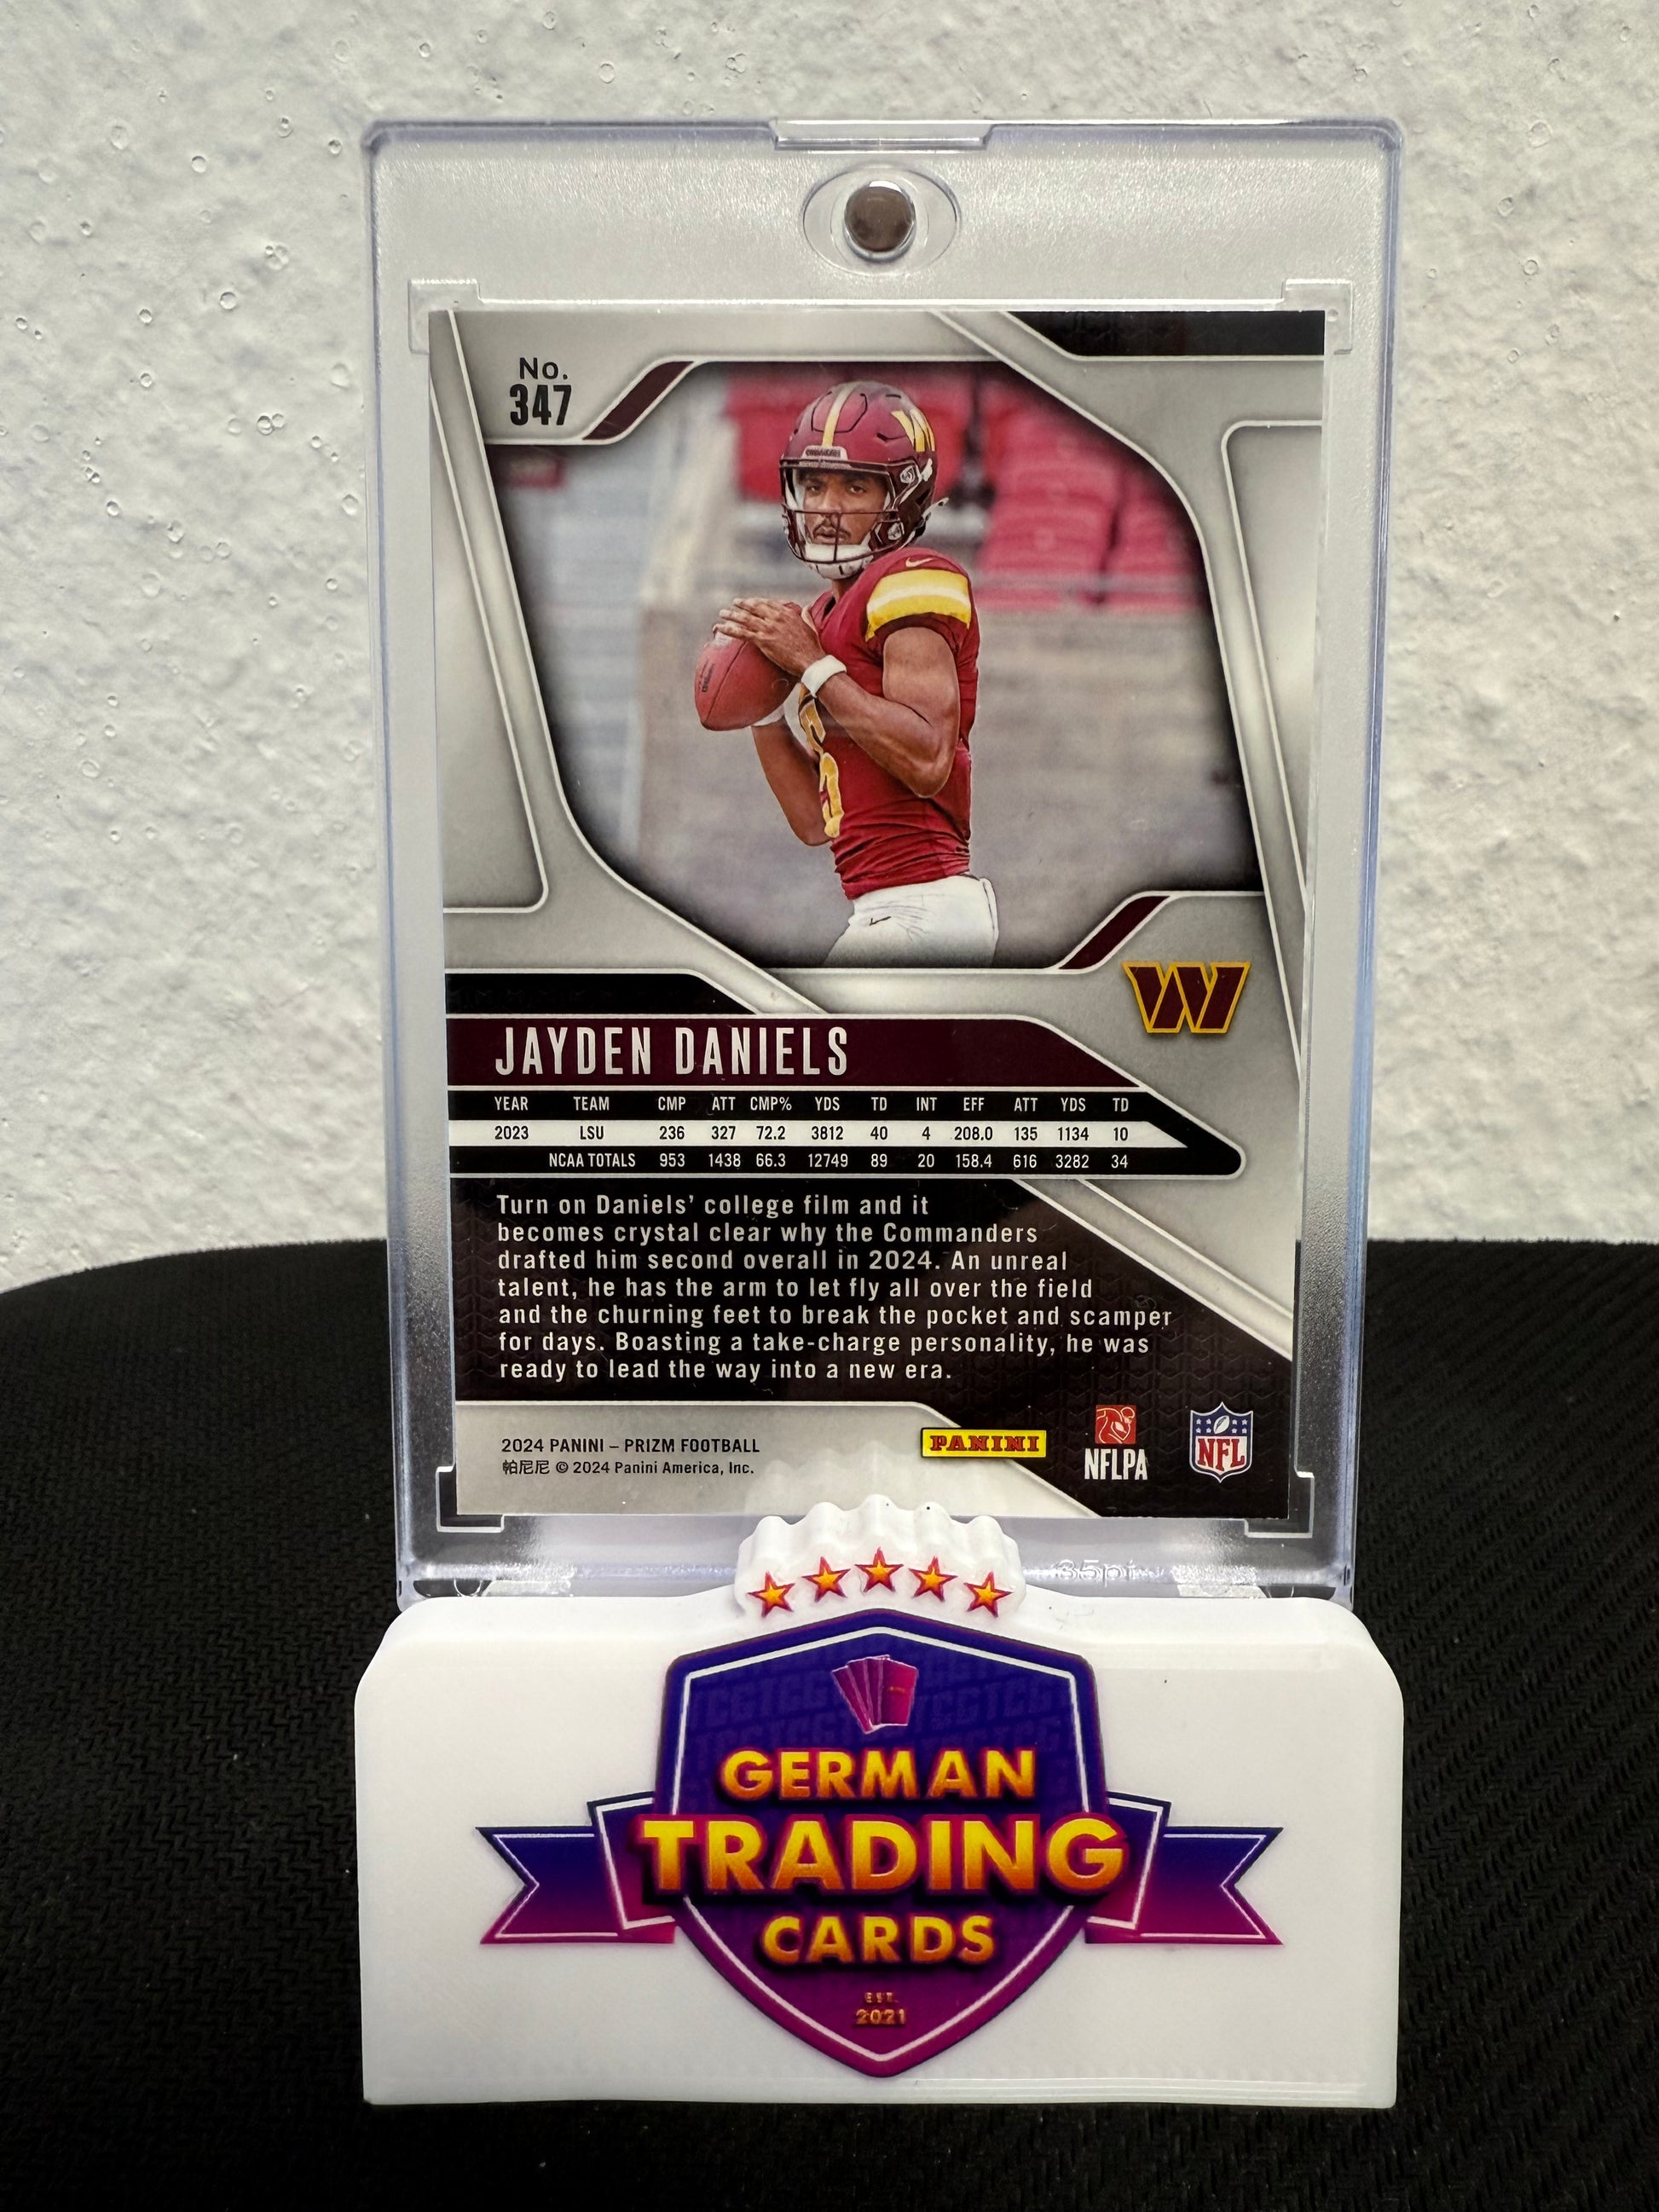 No.
347
JAYDEN DANIELS
YEAR TEAM CMP ATT CMP% YDS TD INT EFF ATT YDS TD
2023 LSU 236 327 72.2 3812 40 4 208.0 135 1134 10
NCAA TOTALS 953 1438 66.3 12749 89 20 158.4 616 3282 34
Turn on Daniels’ college film and it
becomes crystal clear why the Commanders
drafted him second overall in 2024. An unreal
talent, he has the arm to let fly all over the field
and the churning feet to break the pocket and scamper
for days. Boasting a take-charge personality, he was
ready to lead the way into a new era.
2024 PANINI – PRIZM FOOTBALL
帕尼尼 © 2024 Panini America, Inc.
PANINI
NFLPA
NFL
35pt
GERMAN
TRADING
CARDS
EST.
2021